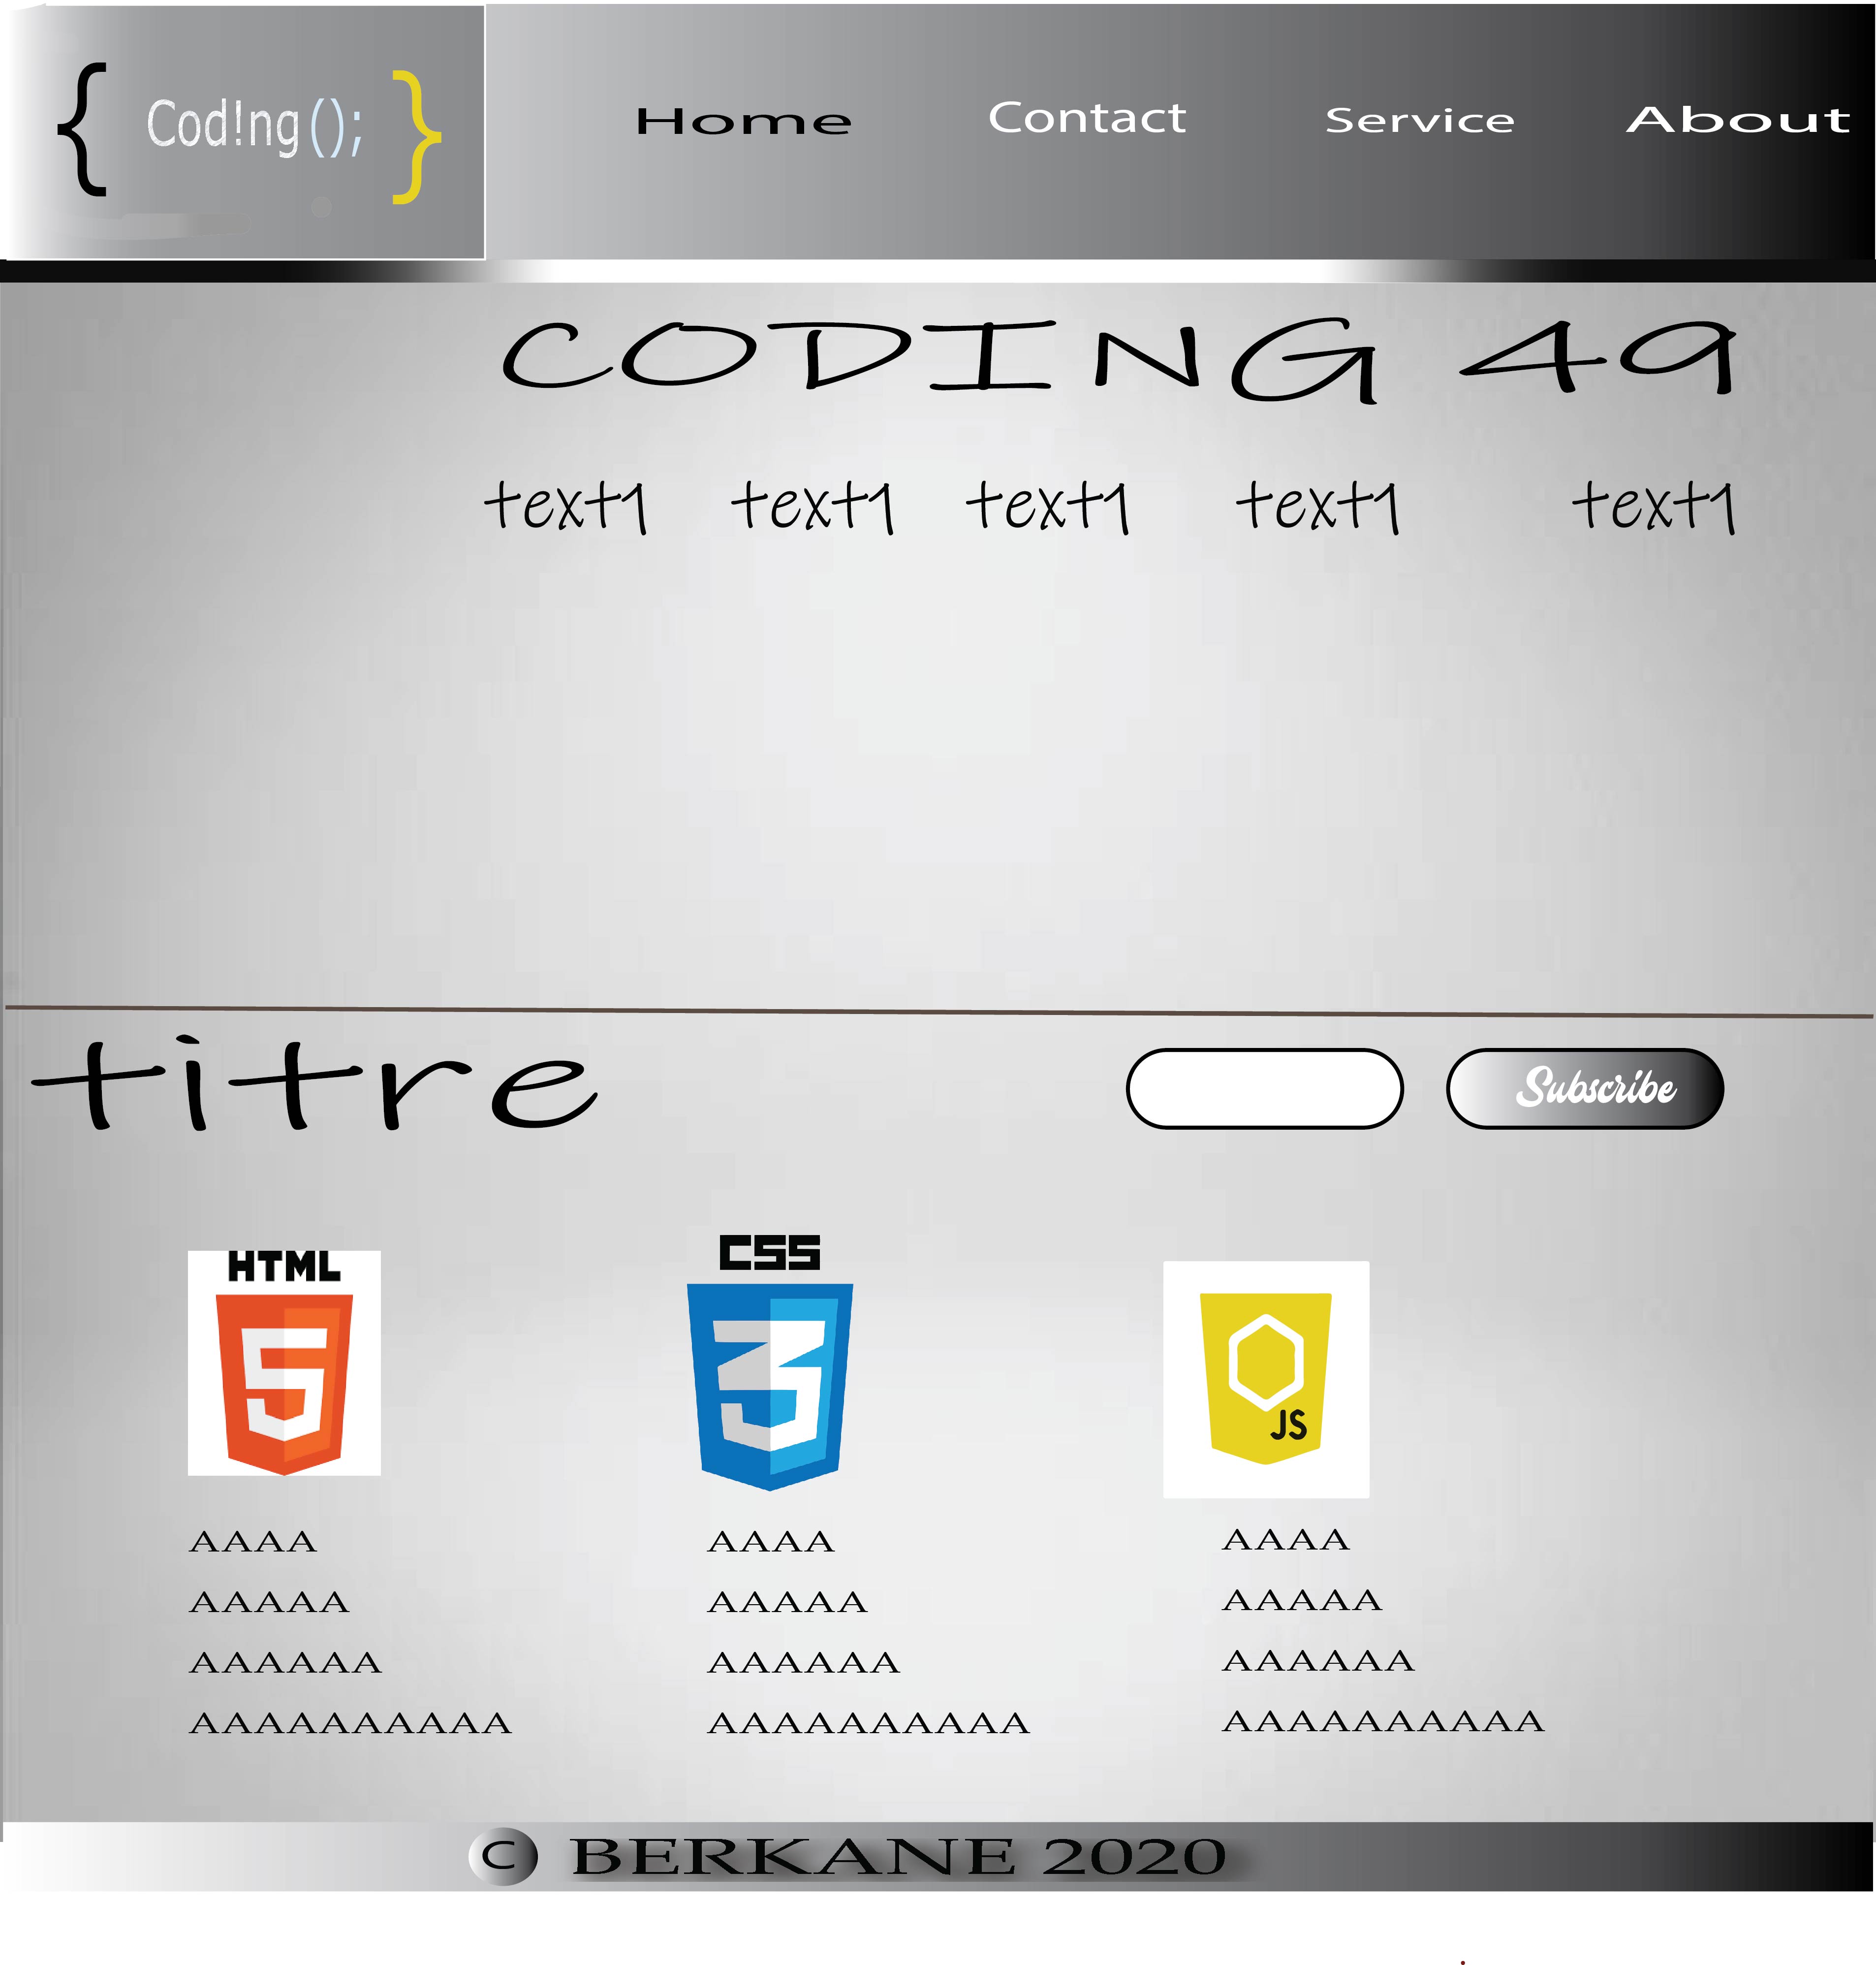 { Cod!ng(); }
Home Contact Service About
CODING 49
text1 text1 text1 text1 text1
titre
Subscribe
HTML
5
CSS
3
JS
AAAA
AAAAA
AAAAAA
AAAAAAAAAA
AAAA
AAAAA
AAAAAA
AAAAAAAAAA
AAAA
AAAAA
AAAAAA
AAAAAAAAAA
C BERKANE 2020